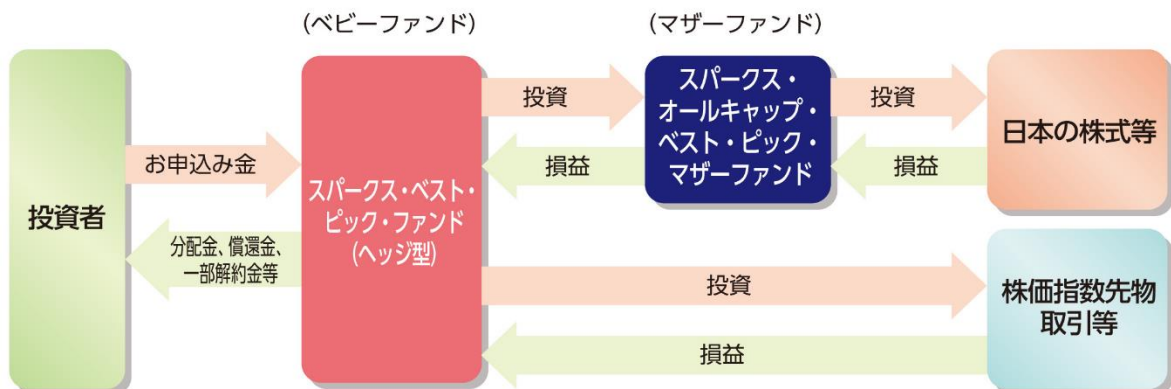 (ベビーファンド)
(マザーファンド)
投資者
お申込み金
分配金、償還金、
一部解約金等
スパークス・ベスト・
ピック・ファンド
(ヘッジ型)
投資
損益
スパークス・
オールキャップ・
ベスト・ピック・
マザーファンド
投資
損益
日本の株式等
投資
損益
株価指数先物
取引等